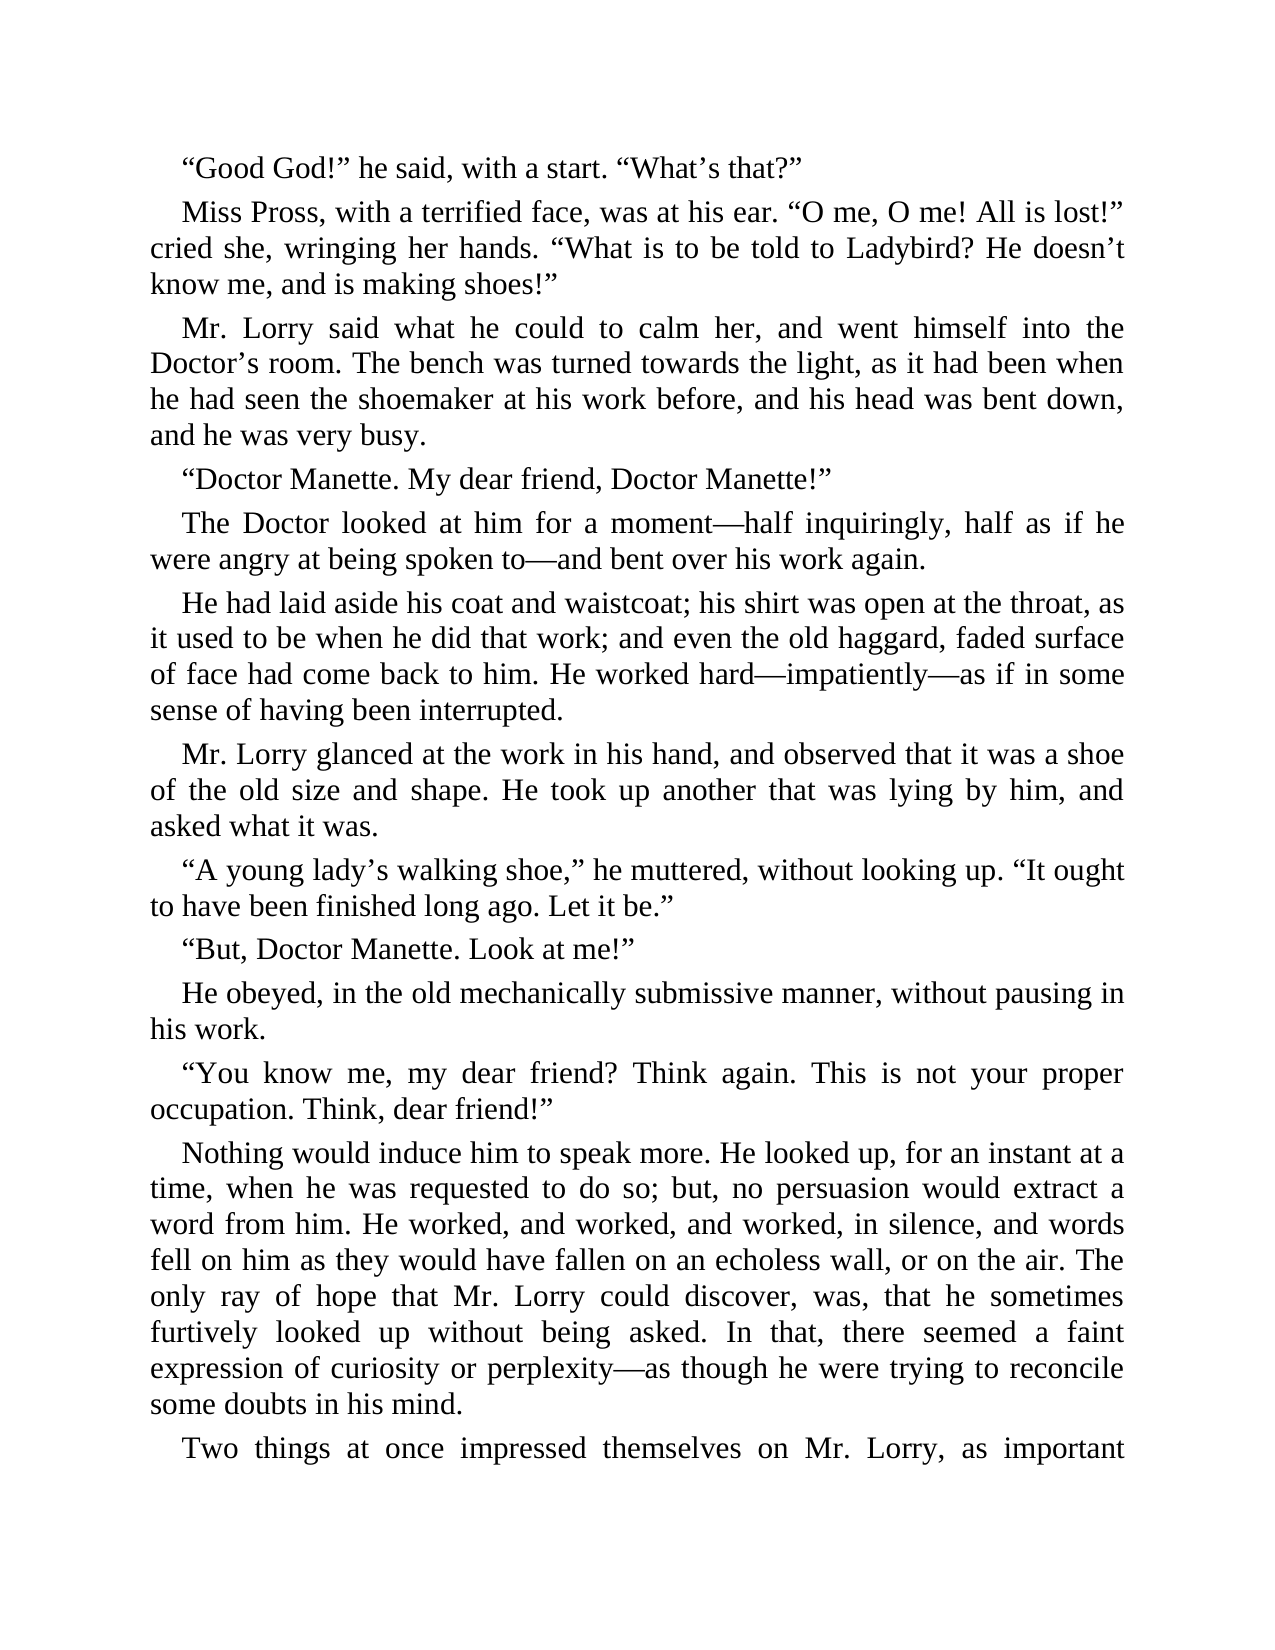 “Good God!” he said, with a start. “What’s that?”
Miss Pross, with a terrified face, was at his ear. “O me, O me! All is lost!”
cried she, wringing her hands. “What is to be told to Ladybird? He doesn’t
know me, and is making shoes!”
Mr. Lorry said what he could to calm her, and went himself into the
Doctor’s room. The bench was turned towards the light, as it had been when
he had seen the shoemaker at his work before, and his head was bent down,
and he was very busy.
“Doctor Manette. My dear friend, Doctor Manette!”
The Doctor looked at him for a moment—half inquiringly, half as if he
were angry at being spoken to—and bent over his work again.
He had laid aside his coat and waistcoat; his shirt was open at the throat, as
it used to be when he did that work; and even the old haggard, faded surface
of face had come back to him. He worked hard—impatiently—as if in some
sense of having been interrupted.
Mr. Lorry glanced at the work in his hand, and observed that it was a shoe
of the old size and shape. He took up another that was lying by him, and
asked what it was.
“A young lady’s walking shoe,” he muttered, without looking up. “It ought
to have been finished long ago. Let it be.”
“But, Doctor Manette. Look at me!”
He obeyed, in the old mechanically submissive manner, without pausing in
his work.
“You know me, my dear friend? Think again. This is not your proper
occupation. Think, dear friend!”
Nothing would induce him to speak more. He looked up, for an instant at a
time, when he was requested to do so; but, no persuasion would extract a
word from him. He worked, and worked, and worked, in silence, and words
fell on him as they would have fallen on an echoless wall, or on the air. The
only ray of hope that Mr. Lorry could discover, was, that he sometimes
furtively looked up without being asked. In that, there seemed a faint
expression of curiosity or perplexity—as though he were trying to reconcile
some doubts in his mind.
Two things at once impressed themselves on Mr. Lorry, as important